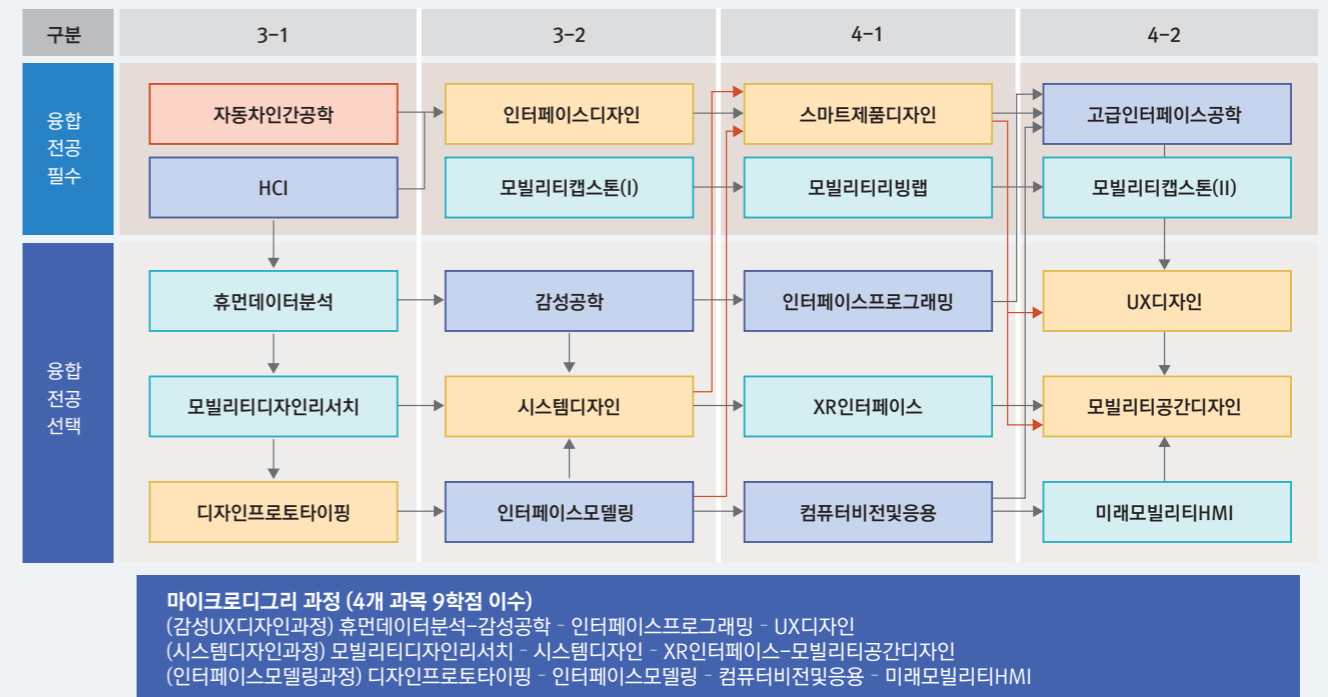 구분 3-1 3-2 4-1 4-2
융합
전공
필수
자동차인간공학 인터페이스디자인 스마트제품디자인 고급인터페이스공학
HCI 모빌리티캡스톤(I) 모빌리티리빙랩 모빌리티캡스톤(II)
융합
전공
선택
휴먼데이터분석 감성공학 인터페이스프로그래밍 UX디자인
모빌리티디자인리서치 시스템디자인 XR인터페이스 모빌리티공간디자인
디자인프로토타이핑 인터페이스모델링 컴퓨터비전및응용 미래모빌리티HMI
마이크로디그리 과정 (4개 과목 9학점 이수)
(감성UX디자인과정) 휴먼데이터분석-감성공학 - 인터페이스프로그래밍 - UX디자인
(시스템디자인과정) 모빌리티디자인리서치 - 시스템디자인 - XR인터페이스-모빌리티공간디자인
(인터페이스모델링과정) 디자인프로토타이핑 - 인터페이스모델링 - 컴퓨터비전및응용 - 미래모빌리티HMI